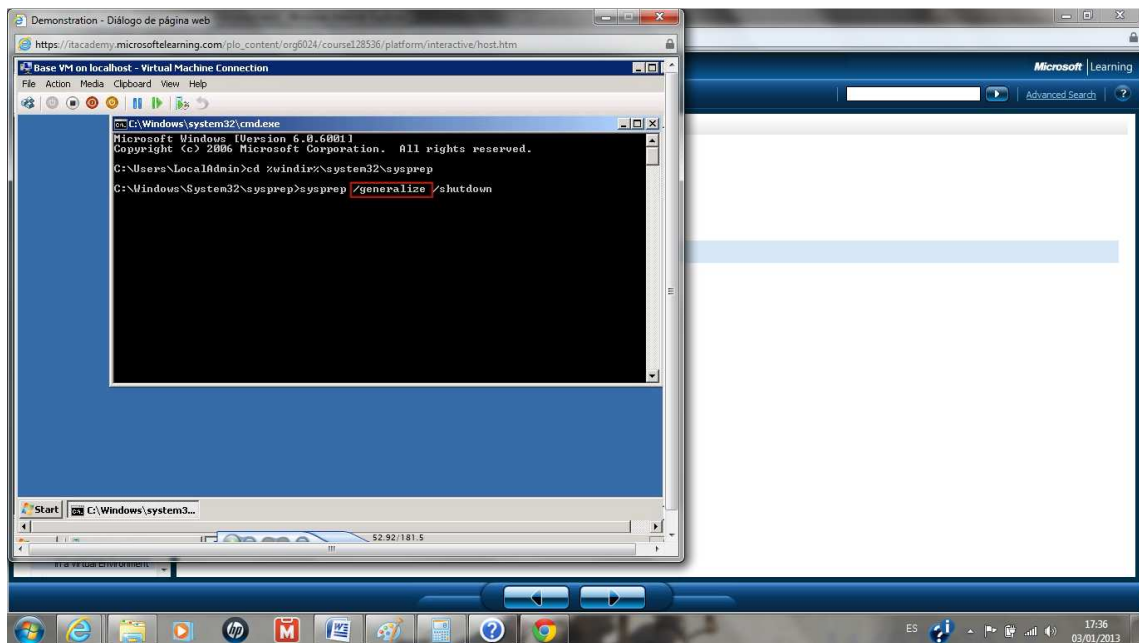 Demonstration - Diálogo de página web
https://itacademy.microsoftelearning.com/plo_content/org6024/course128536/platform/interactive/host.htm
Base VM on localhost - Virtual Machine Connection
File Action Media Clipboard View Help
Microsoft Learning
Advanced Search
C:\Windows\system32\cmd.exe
Microsoft Windows [Version 6.0.6001]
Copyright (c) 2006 Microsoft Corporation. All rights reserved.
C:\Users\LocalAdmin>cd %windir%\system32\sysprep
C:\Windows\System32\sysprep>sysprep /generalize /shutdown
Start
C:\Windows\system3...
52.92/181.5
in a Virtual Environment
ES
17:36
03/01/2013